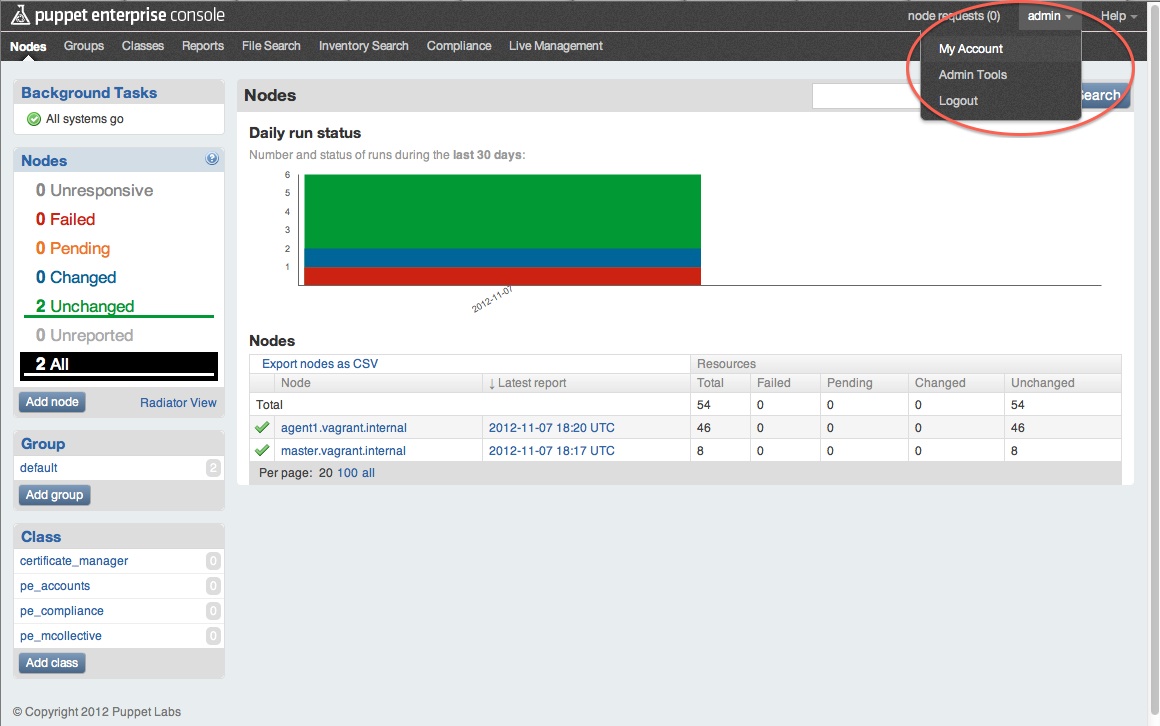 puppet enterprise console
node requests (0) admin Help
Nodes Groups Classes Reports File Search Inventory Search Compliance Live Management
My Account
Admin Tools
Logout
Background Tasks
All systems go
Nodes
0 Unresponsive
0 Failed
0 Pending
0 Changed
2 Unchanged
0 Unreported
2 All
Add node Radiator View
Group
default 2
Add group
Class
certificate_manager 0
pe_accounts 0
pe_compliance 0
pe_mcollective 0
Add class
Nodes
Search
Daily run status
Number and status of runs during the last 30 days:
6
5
4
3
2
1
2012-11-07
Nodes
Export nodes as CSV Resources
Node ↓ Latest report Total Failed Pending Changed Unchanged
Total 54 0 0 0 54
agent1.vagrant.internal 2012-11-07 18:20 UTC 46 0 0 0 46
master.vagrant.internal 2012-11-07 18:17 UTC 8 0 0 0 8
Per page: 20 100 all
© Copyright 2012 Puppet Labs